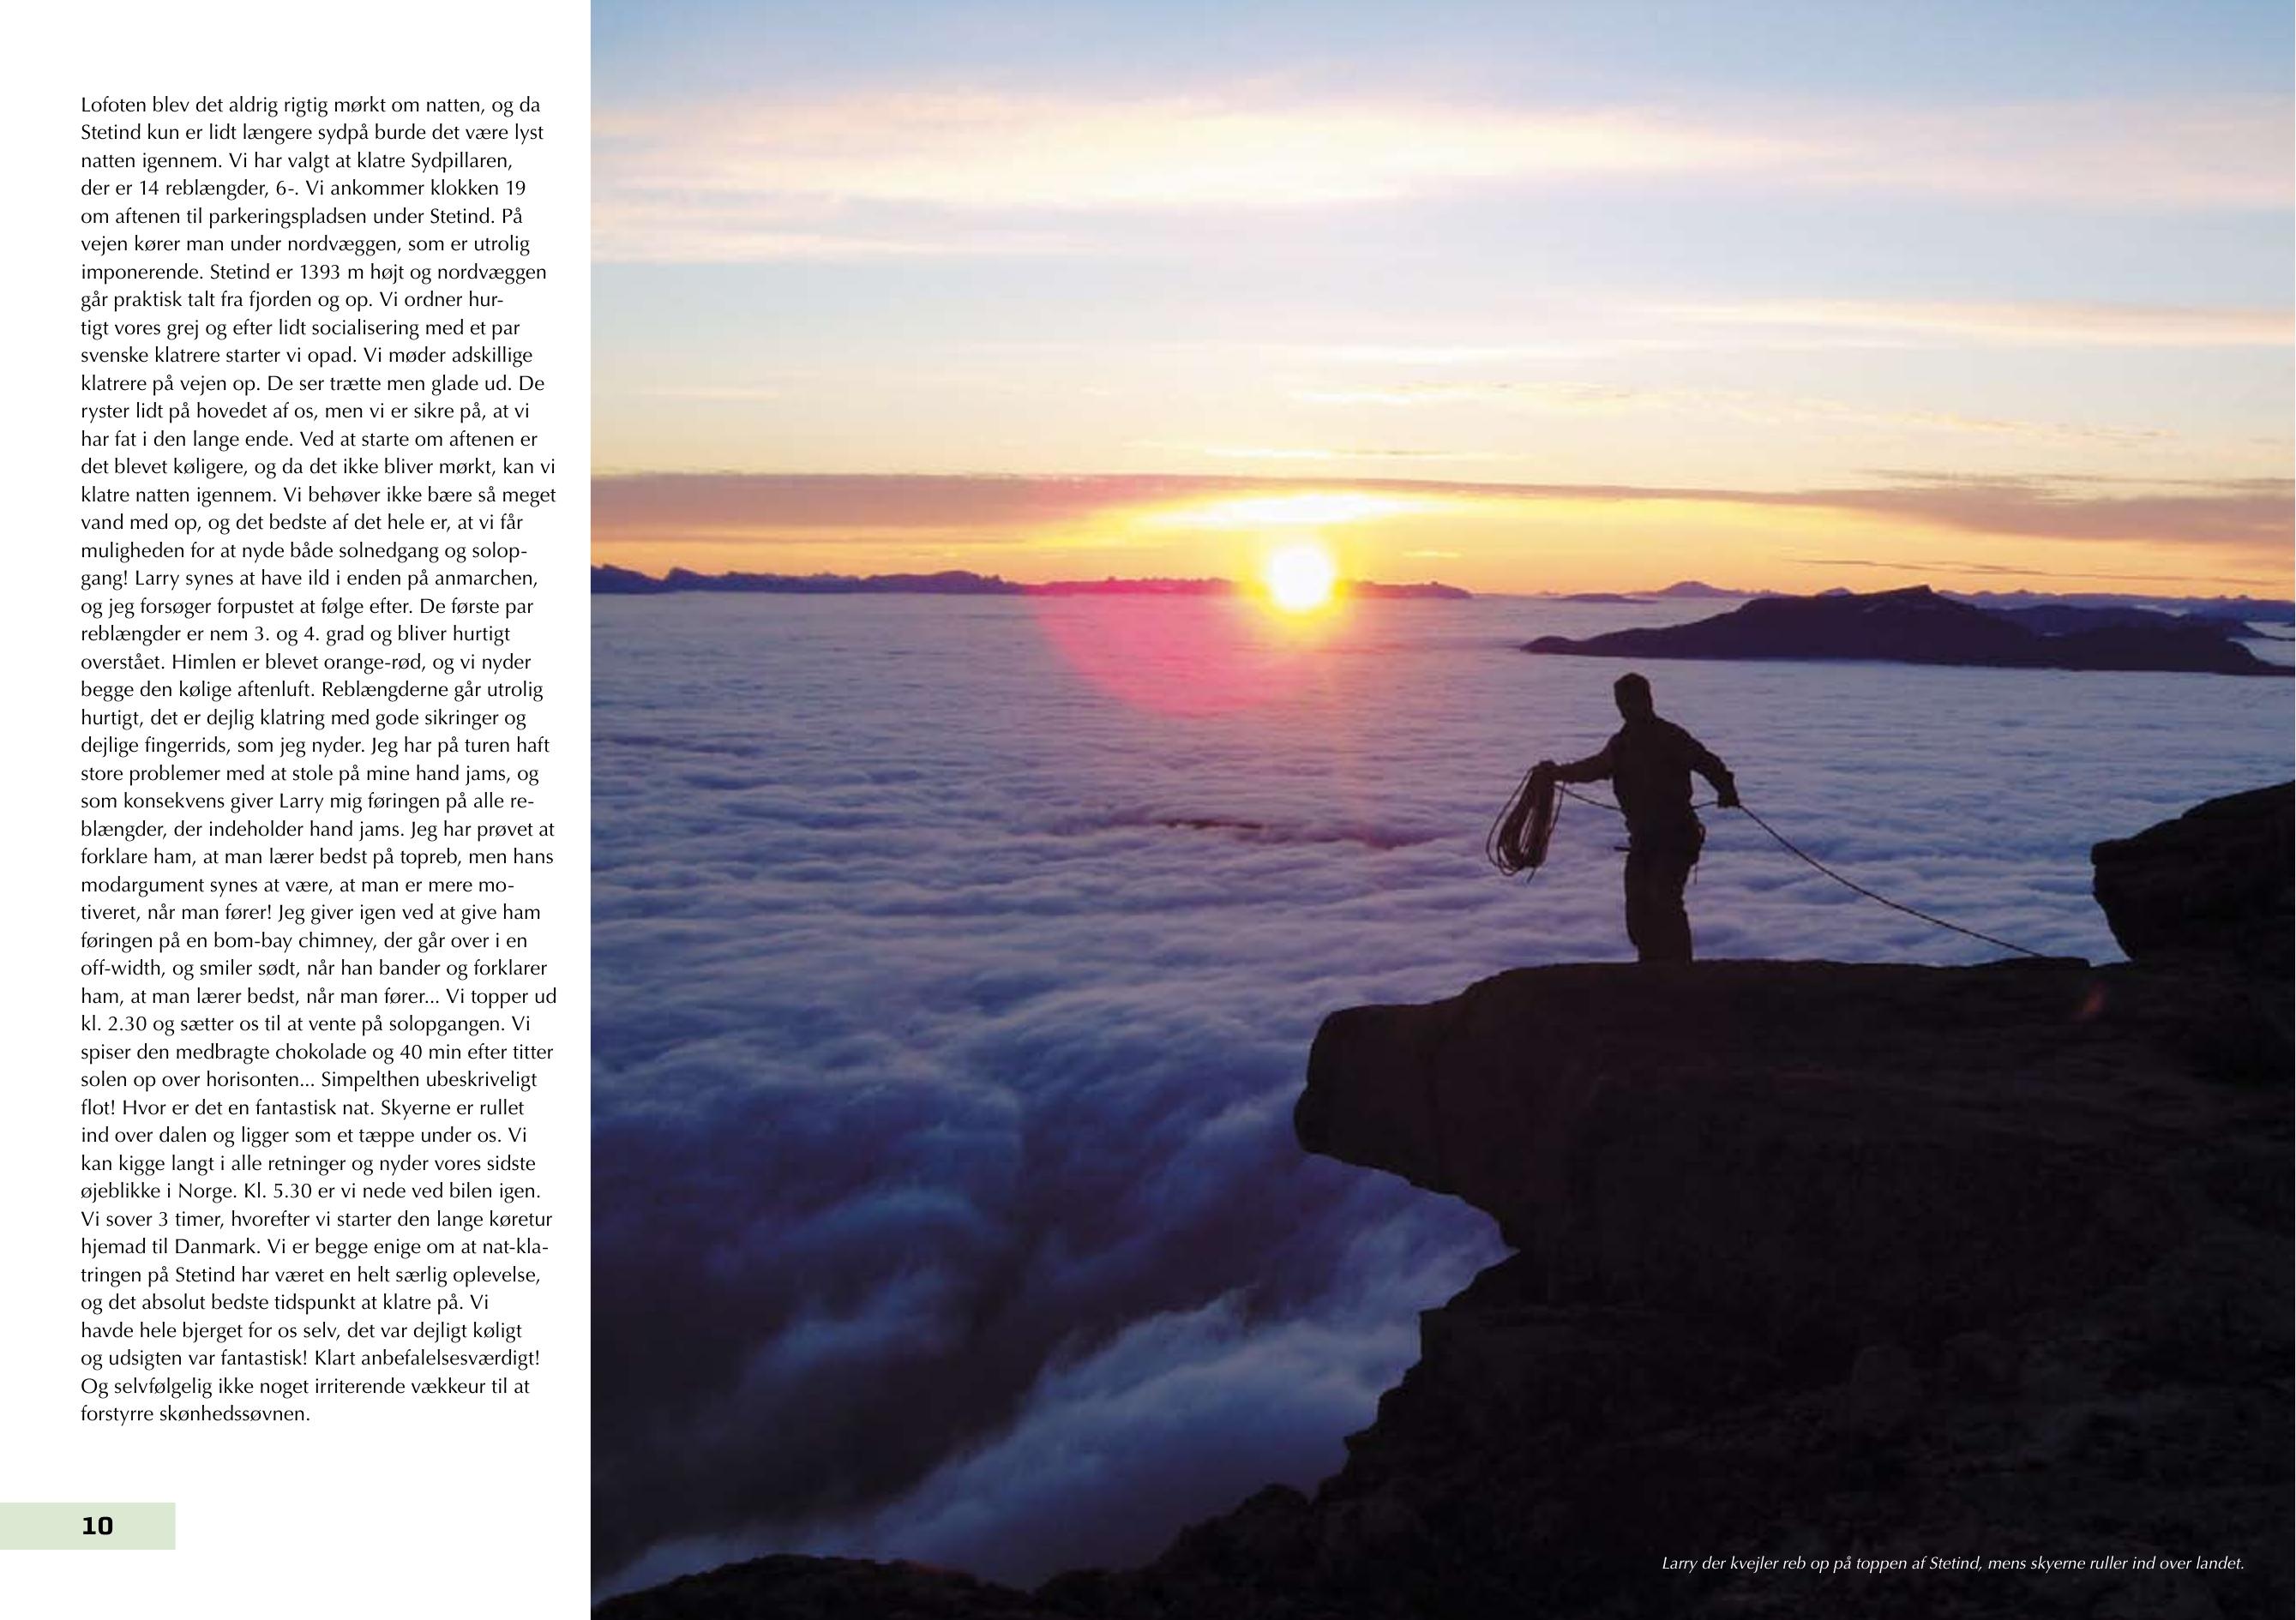 Lofoten blev det aldrig rigtig mørkt om natten, og da
Stetind kun er lidt længere sydpå burde det være lyst
natten igennem. Vi har valgt at klatre Sydpillaren,
der er 14 reblængder, 6-. Vi ankommer klokken 19
om aftenen til parkeringspladsen under Stetind. På
vejen kører man under nordvæggen, som er utrolig
imponerende. Stetind er 1393 m højt og nordvæggen
går praktisk talt fra fjorden og op. Vi ordner hur-
tigt vores grej og efter lidt socialisering med et par
svenske klatrere starter vi opad. Vi møder adskillige
klatrere på vejen op. De ser trætte men glade ud. De
ryster lidt på hovedet af os, men vi er sikre på, at vi
har fat i den lange ende. Ved at starte om aftenen er
det blevet køligere, og da det ikke bliver mørkt, kan vi
klatre natten igennem. Vi behøver ikke bære så meget
vand med op, og det bedste af det hele er, at vi får
muligheden for at nyde både solnedgang og solop-
gang! Larry synes at have ild i enden på anmarchen,
og jeg forsøger forpustet at følge efter. De første par
reblængder er nem 3. og 4. grad og bliver hurtigt
overstået. Himlen er blevet orange-rød, og vi nyder
begge den kølige aftenluft. Reblængderne går utrolig
hurtigt, det er dejlig klatring med gode sikringer og
dejlige fingerrids, som jeg nyder. Jeg har på turen haft
store problemer med at stole på mine hand jams, og
som konsekvens giver Larry mig føringen på alle re-
blængder, der indeholder hand jams. Jeg har prøvet at
forklare ham, at man lærer bedst på topreb, men hans
modargument synes at være, at man er mere mo-
tiveret, når man fører! Jeg giver igen ved at give ham
føringen på en bom-bay chimney, der går over i en
off-width, og smiler sødt, når han bander og forklarer
ham, at man lærer bedst, når man fører... Vi topper ud
kl. 2.30 og sætter os til at vente på solopgangen. Vi
spiser den medbragte chokolade og 40 min efter titter
solen op over horisonten... Simpelthen ubeskriveligt
flot! Hvor er det en fantastisk nat. Skyerne er rullet
ind over dalen og ligger som et tæppe under os. Vi
kan kigge langt i alle retninger og nyder vores sidste
øjeblikke i Norge. Kl. 5.30 er vi nede ved bilen igen.
Vi sover 3 timer, hvorefter vi starter den lange køretur
hjemad til Danmark. Vi er begge enige om at nat-kla-
tringen på Stetind har været en helt særlig oplevelse,
og det absolut bedste tidspunkt at klatre på. Vi
havde hele bjerget for os selv, det var dejligt køligt
og udsigten var fantastisk! Klart anbefalelsesværdigt!
Og selvfølgelig ikke noget irriterende vækkeur til at
forstyrre skønhedssøvnen.
10
Larry der kvejler reb op på toppen af Stetind, mens skyerne ruller ind over landet.